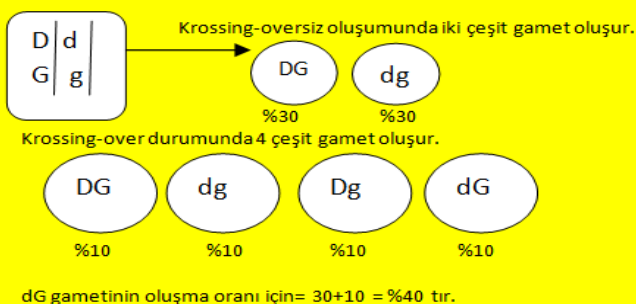 Krossing-oversiz oluşumunda iki çeşit gamet oluşur.
D d
G g
DG dg
%30 %30
Krossing-over durumunda 4 çeşit gamet oluşur.
DG dg Dg dG
%10 %10 %10 %10
dG gametinin oluşma oranı için= 30+10 = %40 tır.